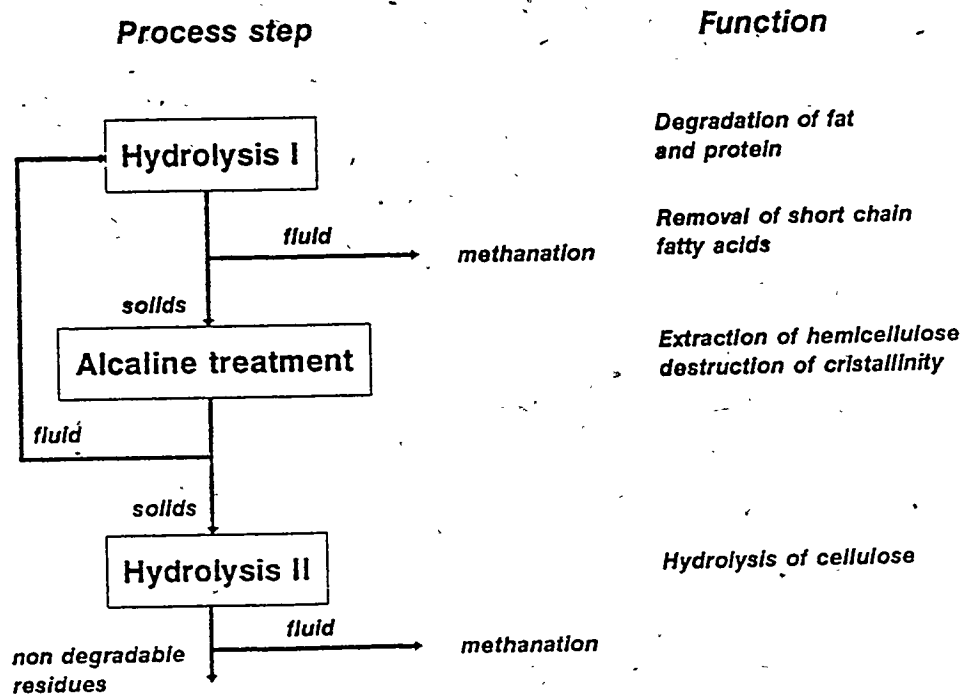 Process step
Function
Hydrolysis I
Degradation of fat
and protein
fluid
methanation
Removal of short chain
fatty acids
solids
Alcaline treatment
Extraction of hemicellulose
destruction of cristallinity
fluid
solids
Hydrolysis II
Hydrolysis of cellulose
fluid
methanation
non degradable
residues